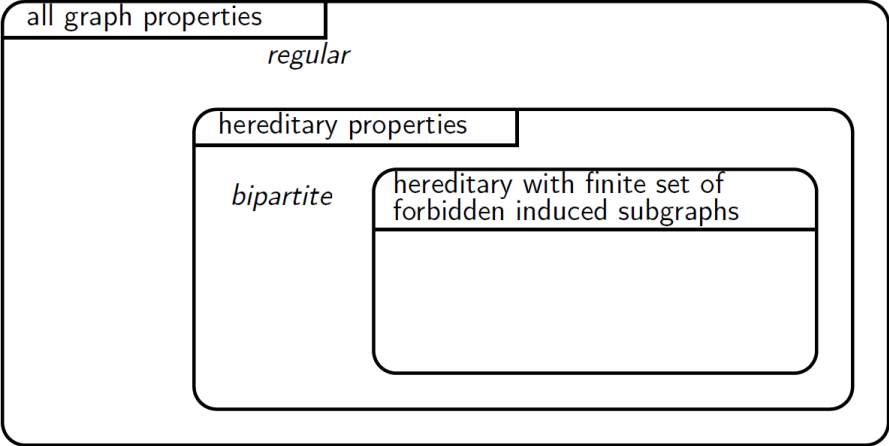 all graph properties
regular
hereditary properties
bipartite
hereditary with finite set of
forbidden induced subgraphs